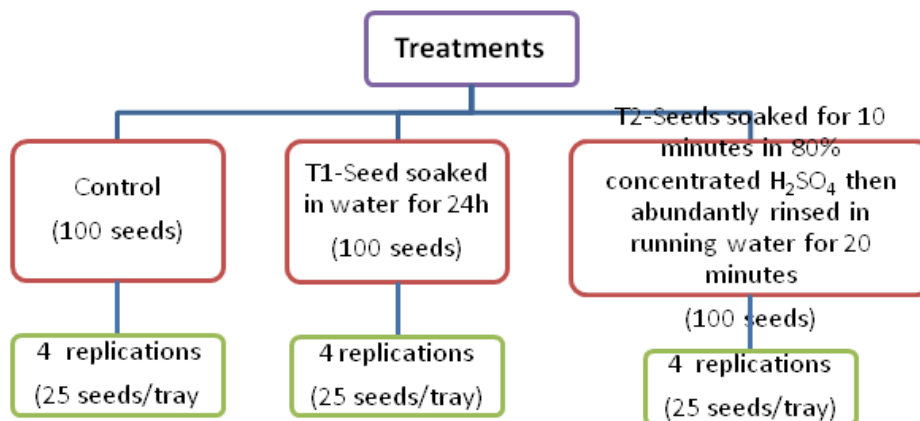 Treatments
Control
(100 seeds)
T1-Seed soaked
in water for 24h
(100 seeds)
T2-Seeds soaked for 10
minutes in 80%
concentrated H₂SO₄ then
abundantly rinsed in
running water for 20
minutes
(100 seeds)
4 replications
(25 seeds/tray
4 replications
(25 seeds/tray)
4 replications
(25 seeds/tray)